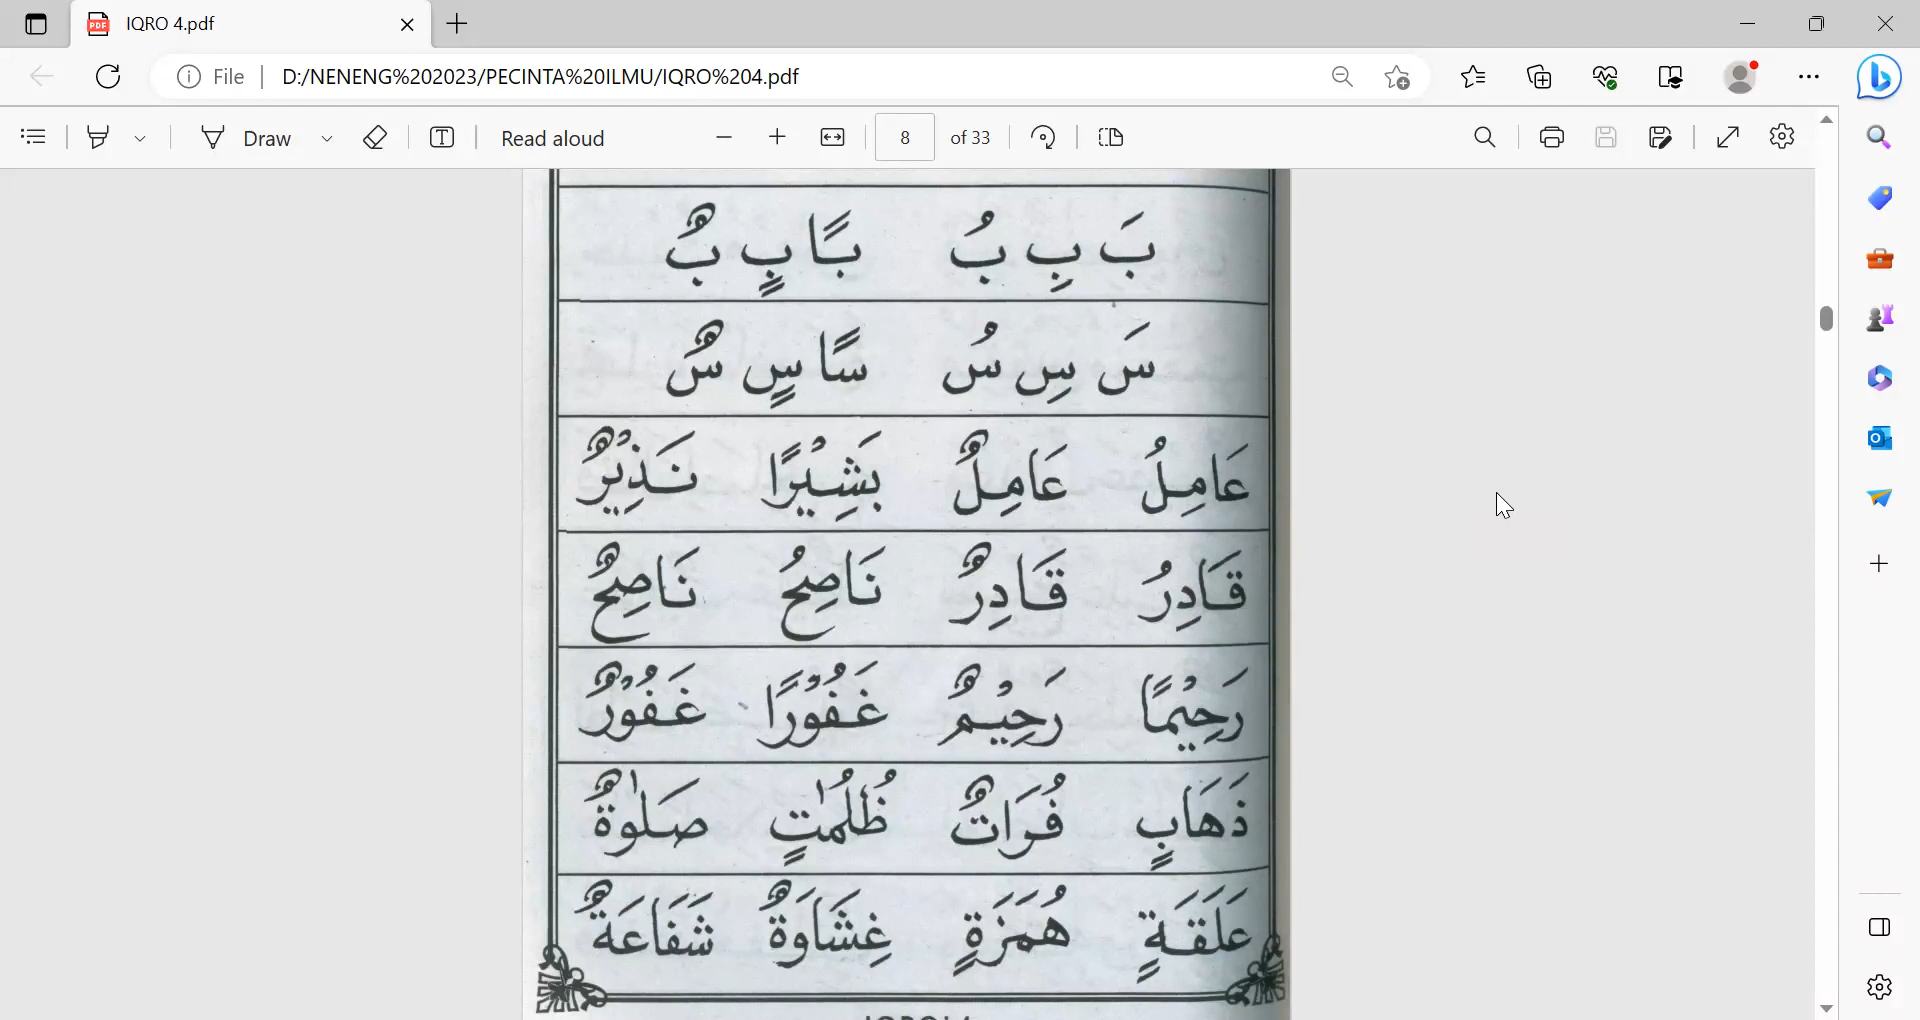 IQRO 4.pdf
File D:/NENENG%202023/PECINTA%20ILMU/IQRO%204.pdf
Draw Read aloud 8 of 33
بَ بِ بُ بًا بٍ بٌ
سَ سِ سُ سًا سٍ سٌ
عَامِلُ عَامِلٌ بَشِيْرًا نَذِيْرٌ
قَادِرُ قَادِرٌ نَاصِحُ نَاصِحٌ
رَحِيْمًا رَحِيْمٌ غَفُوْرًا غَفُوْرٌ
ذَهَابٍ فُرَاتٌ ظُلُمٰتٍ صَلٰوةٌ
عَلَقَةٍ هُمَزَةٍ غِشَاوَةٌ شَفَاعَةٌ